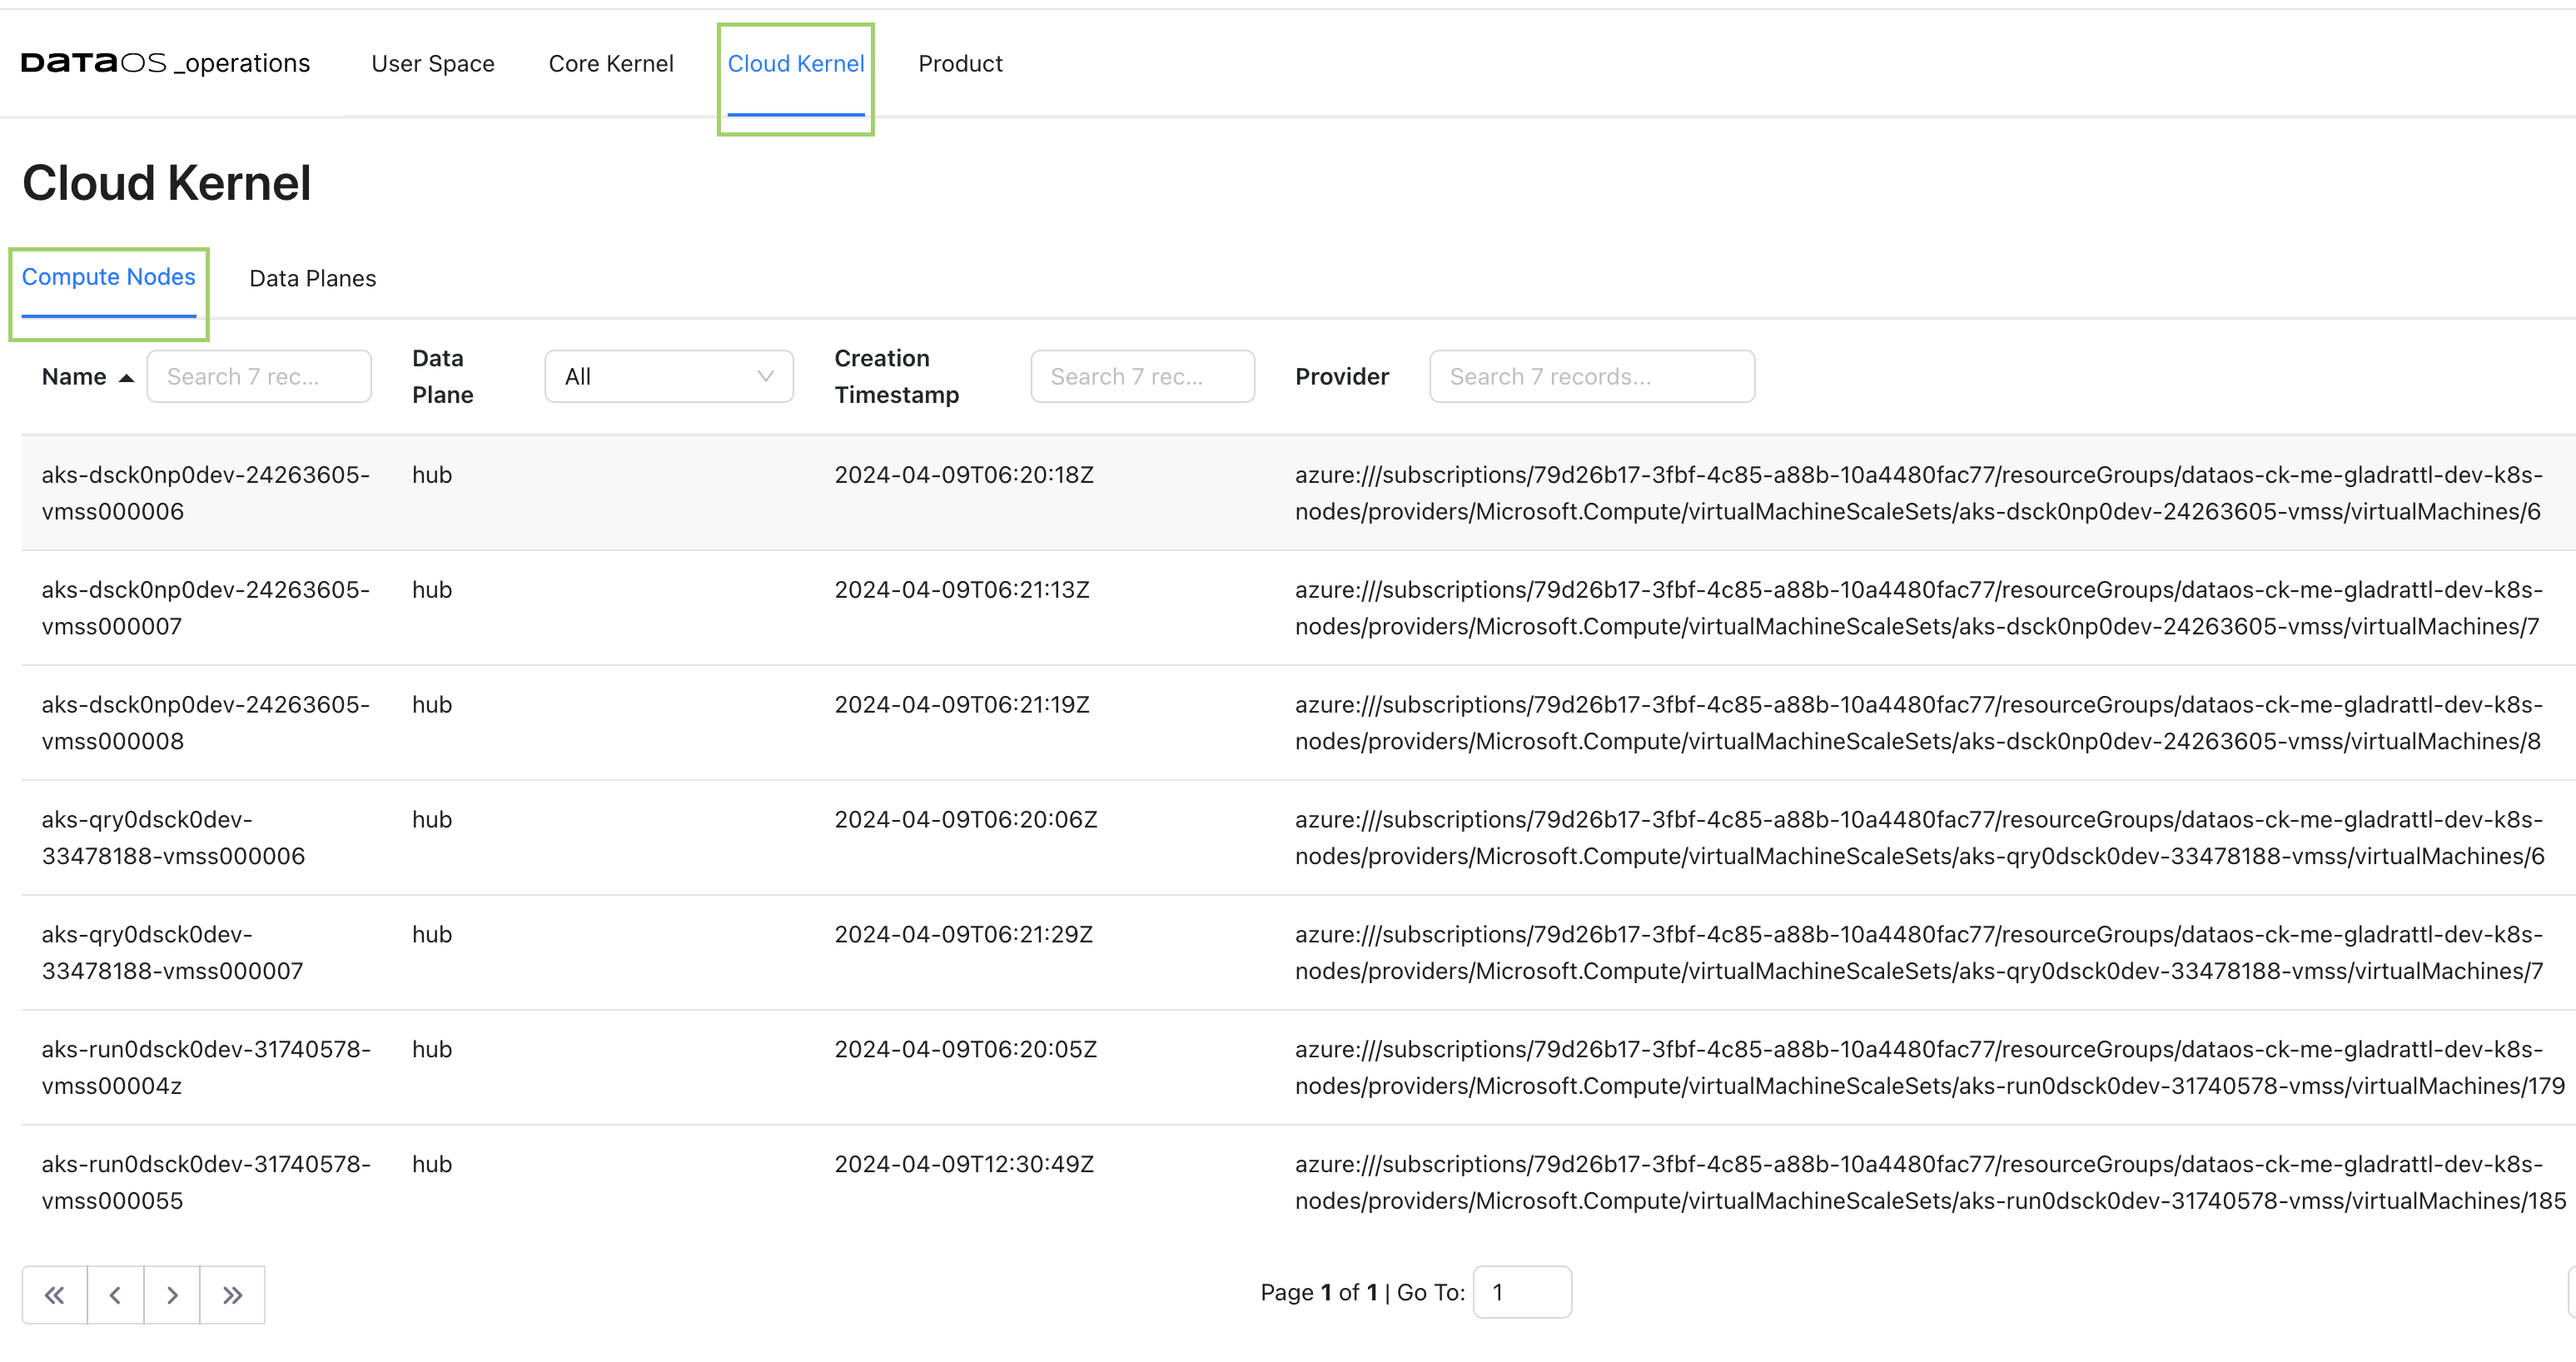 DATAOS _operations User Space Core Kernel Cloud Kernel Product
Cloud Kernel
Compute Nodes Data Planes
Name Search 7 rec... Data Plane All Creation Timestamp Search 7 rec... Provider Search 7 records...
aks-dsck0np0dev-24263605- hub 2024-04-09T06:20:18Z azure:///subscriptions/79d26b17-3fbf-4c85-a88b-10a4480fac77/resourceGroups/dataos-ck-me-gladrattl-dev-k8s-
vmss000006 nodes/providers/Microsoft.Compute/virtualMachineScaleSets/aks-dsck0np0dev-24263605-vmss/virtualMachines/6
aks-dsck0np0dev-24263605- hub 2024-04-09T06:21:13Z azure:///subscriptions/79d26b17-3fbf-4c85-a88b-10a4480fac77/resourceGroups/dataos-ck-me-gladrattl-dev-k8s-
vmss000007 nodes/providers/Microsoft.Compute/virtualMachineScaleSets/aks-dsck0np0dev-24263605-vmss/virtualMachines/7
aks-dsck0np0dev-24263605- hub 2024-04-09T06:21:19Z azure:///subscriptions/79d26b17-3fbf-4c85-a88b-10a4480fac77/resourceGroups/dataos-ck-me-gladrattl-dev-k8s-
vmss000008 nodes/providers/Microsoft.Compute/virtualMachineScaleSets/aks-dsck0np0dev-24263605-vmss/virtualMachines/8
aks-qry0dsck0dev- hub 2024-04-09T06:20:06Z azure:///subscriptions/79d26b17-3fbf-4c85-a88b-10a4480fac77/resourceGroups/dataos-ck-me-gladrattl-dev-k8s-
33478188-vmss000006 nodes/providers/Microsoft.Compute/virtualMachineScaleSets/aks-qry0dsck0dev-33478188-vmss/virtualMachines/6
aks-qry0dsck0dev- hub 2024-04-09T06:21:29Z azure:///subscriptions/79d26b17-3fbf-4c85-a88b-10a4480fac77/resourceGroups/dataos-ck-me-gladrattl-dev-k8s-
33478188-vmss000007 nodes/providers/Microsoft.Compute/virtualMachineScaleSets/aks-qry0dsck0dev-33478188-vmss/virtualMachines/7
aks-run0dsck0dev-31740578- hub 2024-04-09T06:20:05Z azure:///subscriptions/79d26b17-3fbf-4c85-a88b-10a4480fac77/resourceGroups/dataos-ck-me-gladrattl-dev-k8s-
vmss00004z nodes/providers/Microsoft.Compute/virtualMachineScaleSets/aks-run0dsck0dev-31740578-vmss/virtualMachines/179
aks-run0dsck0dev-31740578- hub 2024-04-09T12:30:49Z azure:///subscriptions/79d26b17-3fbf-4c85-a88b-10a4480fac77/resourceGroups/dataos-ck-me-gladrattl-dev-k8s-
vmss000055 nodes/providers/Microsoft.Compute/virtualMachineScaleSets/aks-run0dsck0dev-31740578-vmss/virtualMachines/185
Page 1 of 1 | Go To: 1